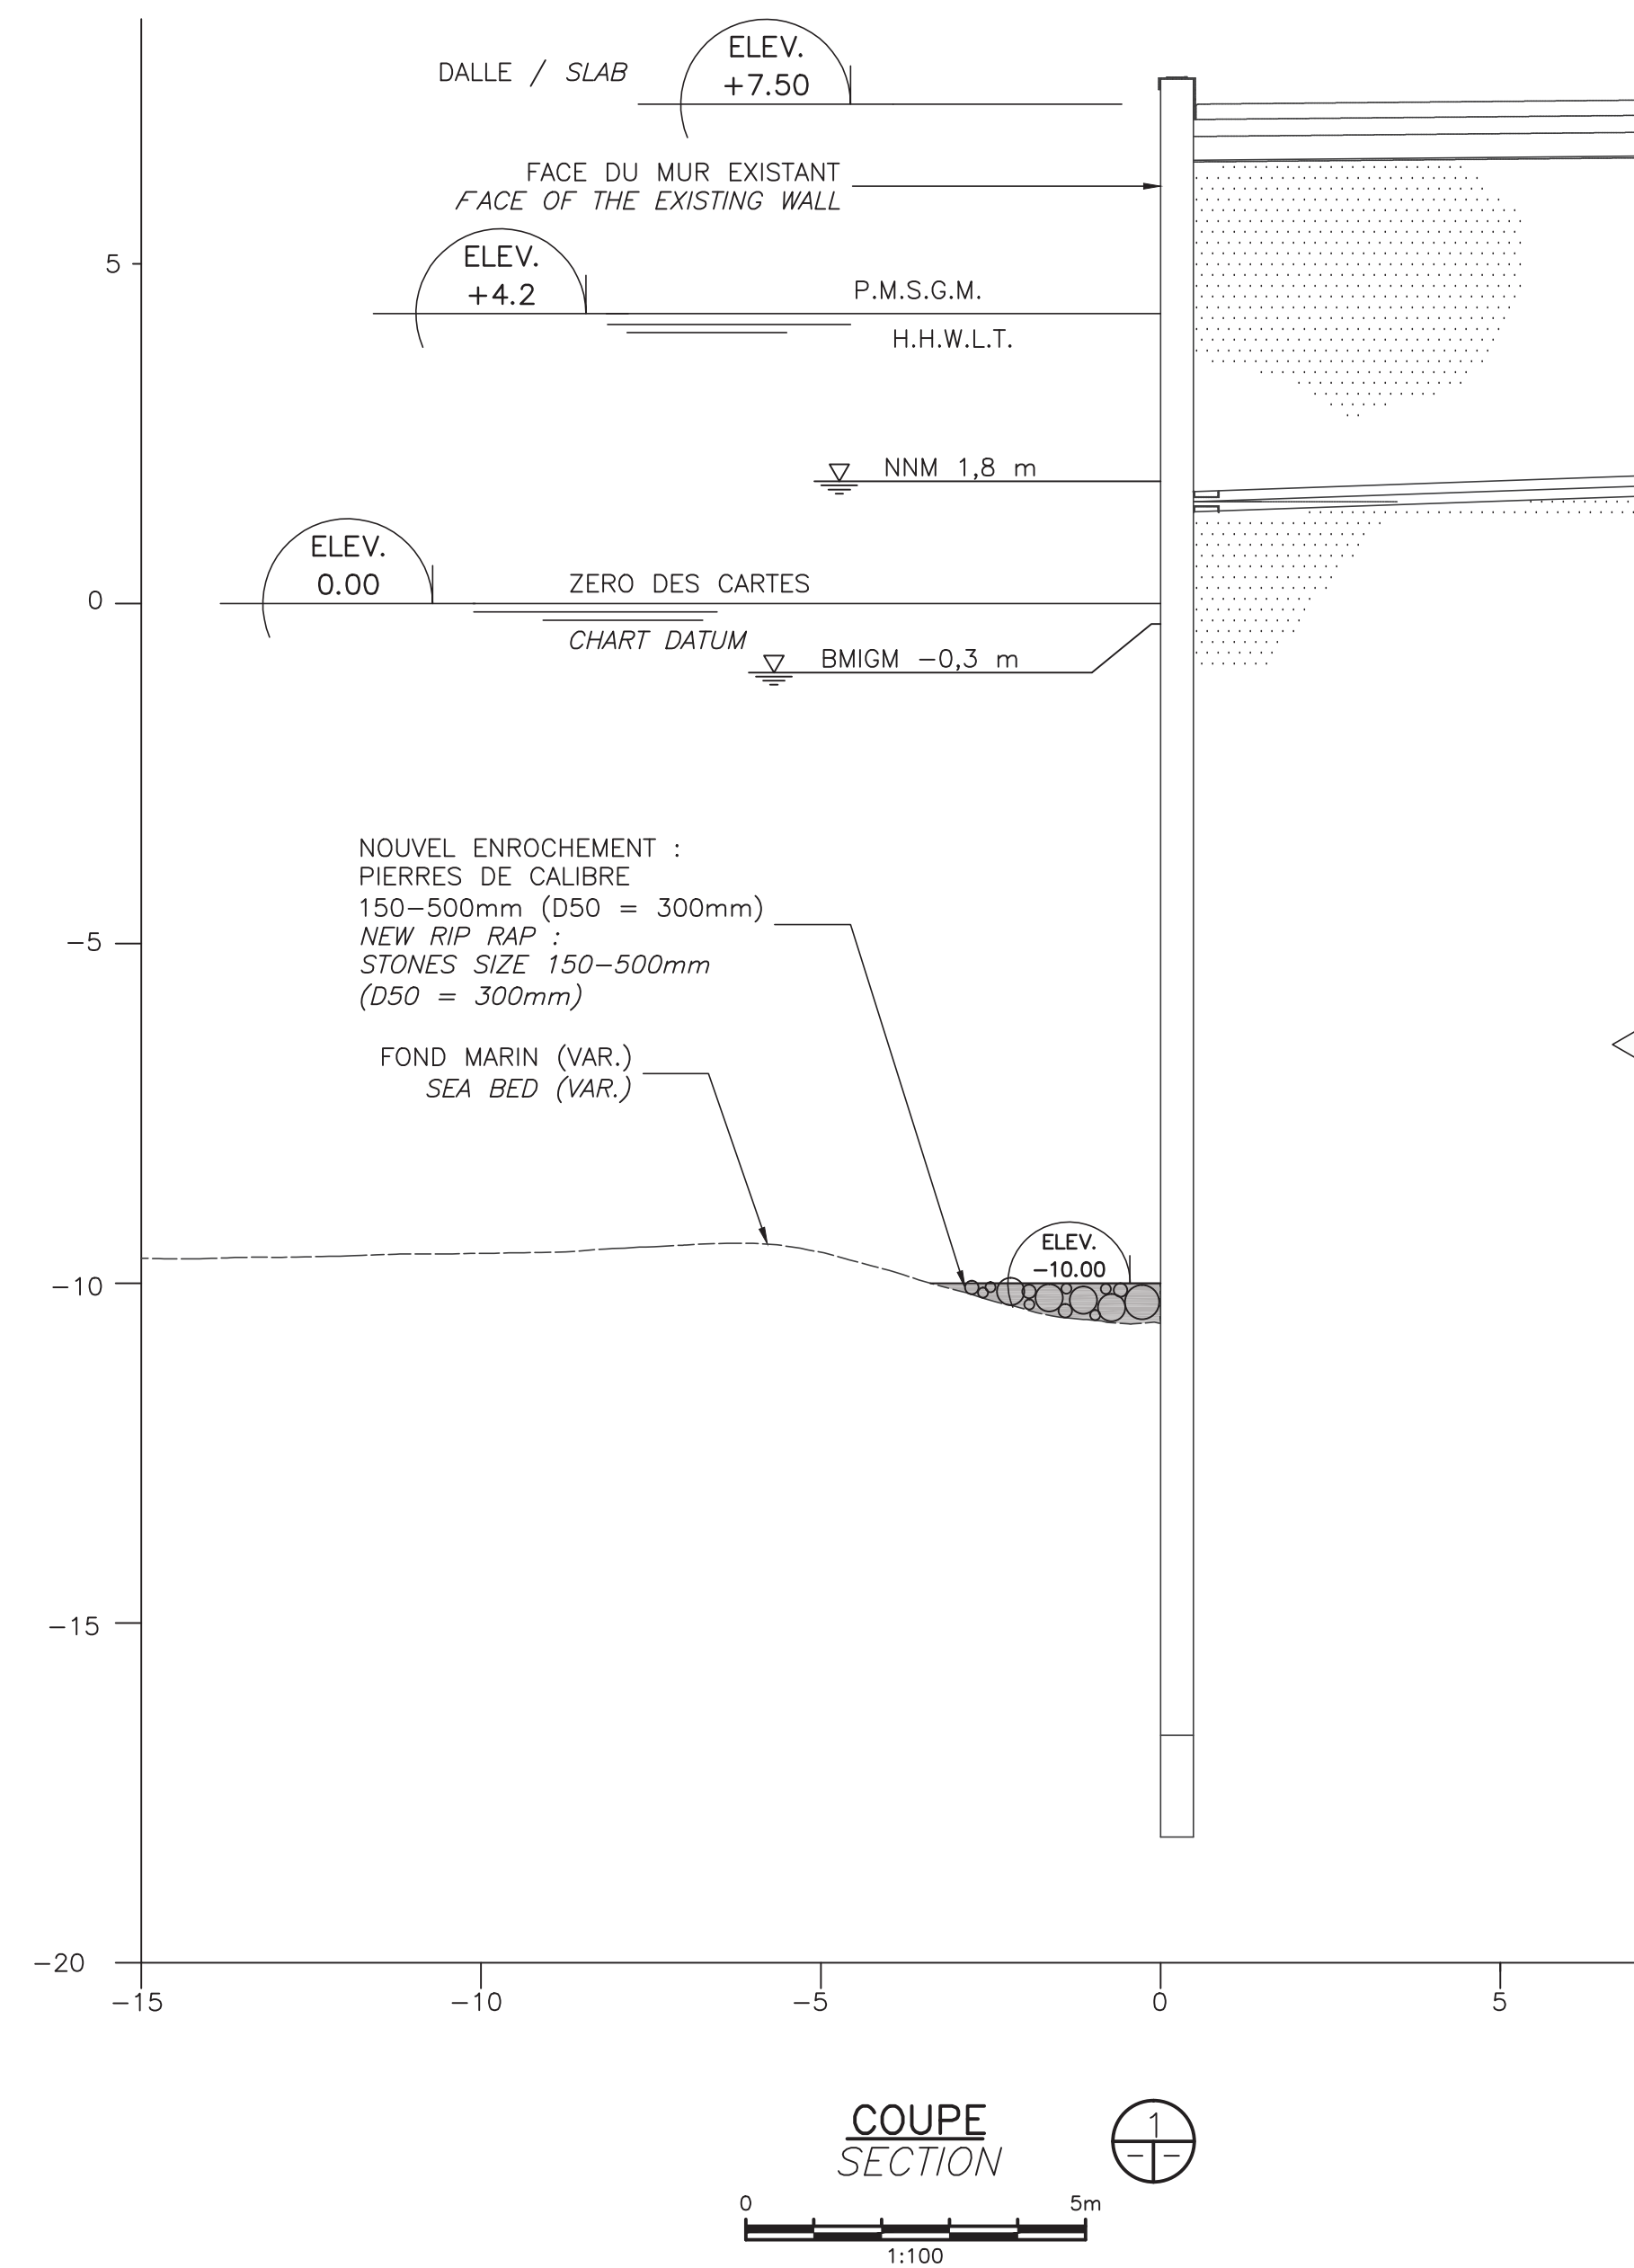 ELEV.
+7.50
DALLE / SLAB
FACE DU MUR EXISTANT
FACE OF THE EXISTING WALL
5
ELEV.
+4.2
P.M.S.G.M.
H.H.W.L.T.
NNM 1,8 m
ELEV.
0.00
0
ZERO DES CARTES
CHART DATUM
BMIGM -0,3 m
NOUVEL ENROCHEMENT :
PIERRES DE CALIBRE
150-500mm (D50 = 300mm)
NEW RIP RAP :
STONES SIZE 150-500mm
(D50 = 300mm)
-5
FOND MARIN (VAR.)
SEA BED (VAR.)
ELEV.
-10.00
-10
-15
-20
-15 -10 -5 0 5
COUPE
SECTION
1
- -
0 5m
1:100